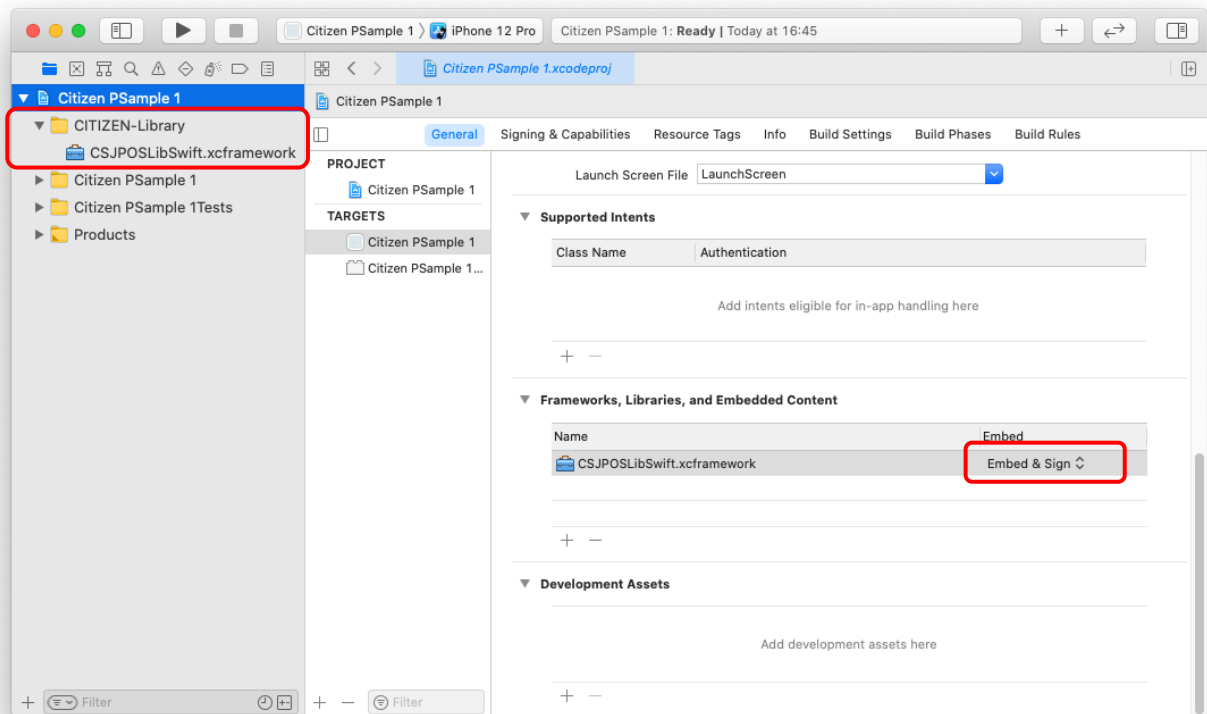 Citizen PSample 1 〉 iPhone 12 Pro
Citizen PSample 1: Ready | Today at 16:45
Citizen PSample 1.xcodeproj
Citizen PSample 1
CITIZEN-Library
CSJPOSLibSwift.xcframework
Citizen PSample 1
Citizen PSample 1Tests
Products
Filter
Citizen PSample 1
General Signing & Capabilities Resource Tags Info Build Settings Build Phases Build Rules
PROJECT
Citizen PSample 1
TARGETS
Citizen PSample 1
Citizen PSample 1...
Filter
Launch Screen File LaunchScreen
Supported Intents
Class Name Authentication
Add intents eligible for in-app handling here
Frameworks, Libraries, and Embedded Content
Name Embed
CSJPOSLibSwift.xcframework Embed & Sign
Development Assets
Add development assets here